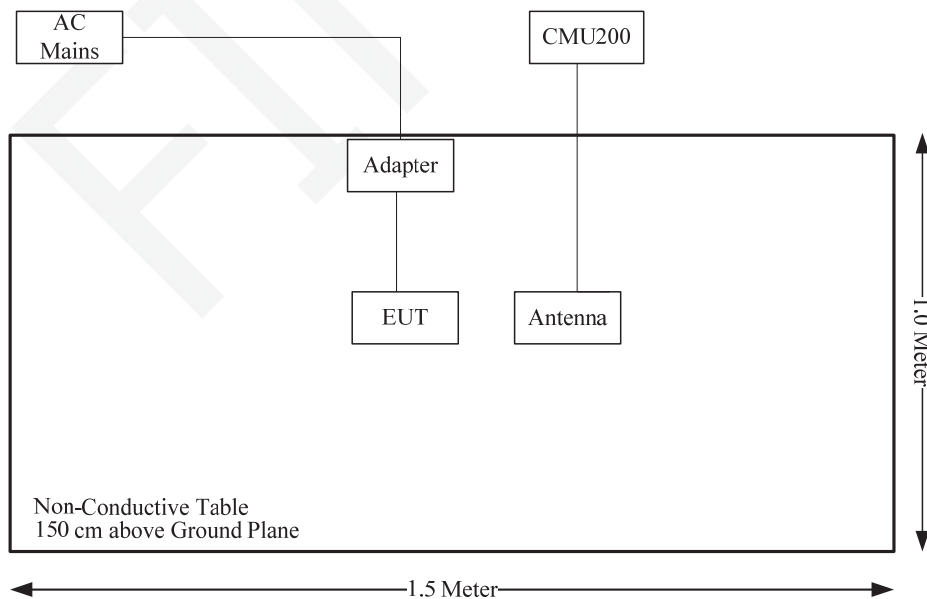 AC
Mains
CMU200
Adapter
EUT
Antenna
1.0 Meter
Non-Conductive Table
150 cm above Ground Plane
1.5 Meter